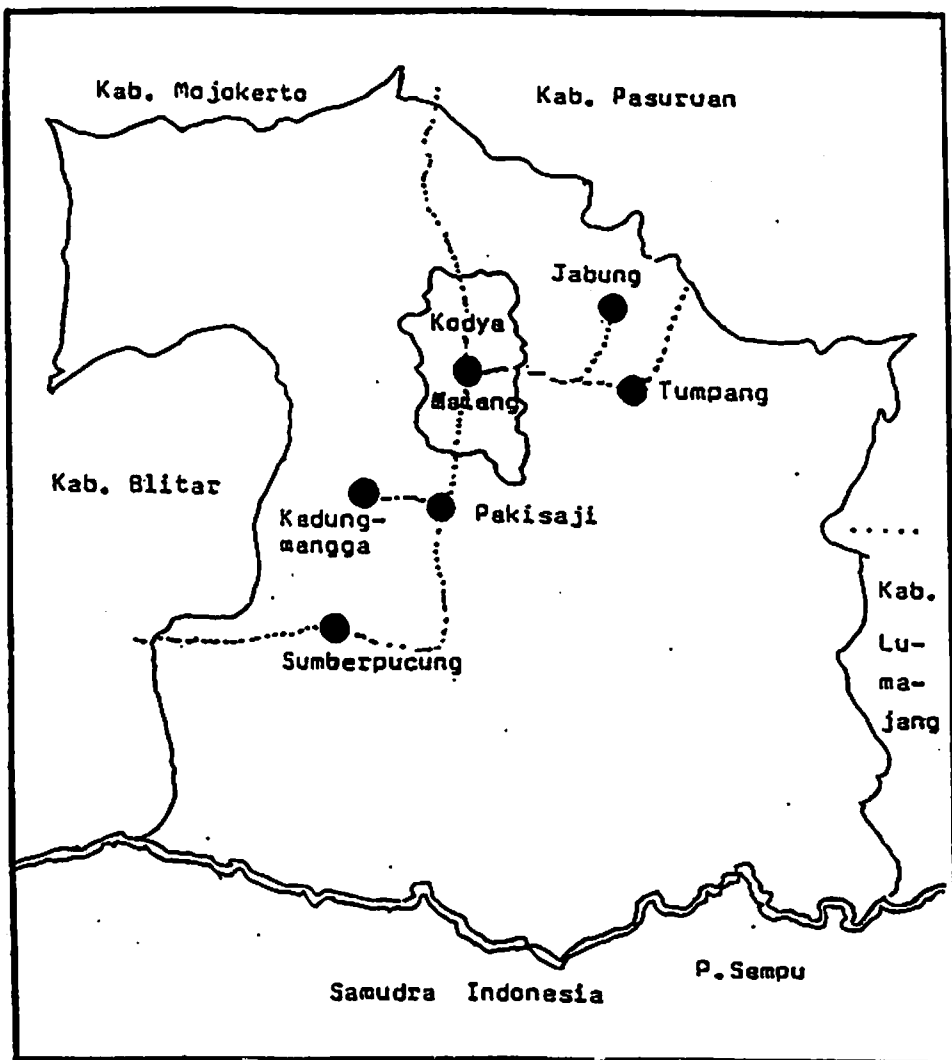 Kab. Mojokerto
Kab. Pasuruan
Jabung
Kodya
Malang
Tumpang
Kab. Blitar
Kadung-
mangga
Pakisaji
Sumberpucung
Kab.
Lu-
ma-
jang
P.Sempu
Samudra Indonesia